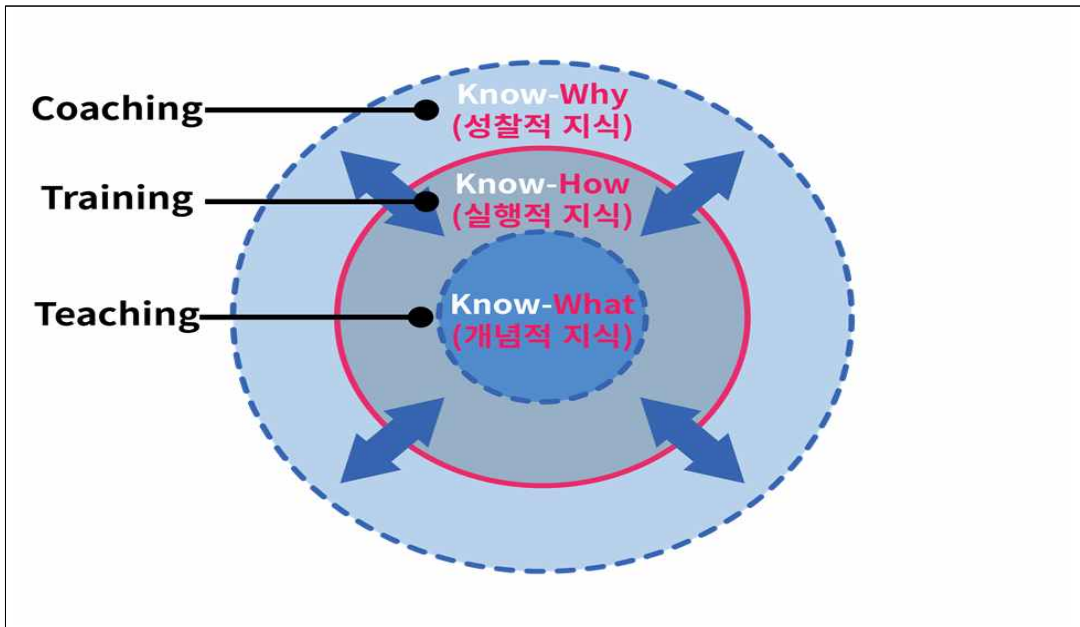 Coaching
Know-Why
(성찰적 지식)
Training
Know-How
(실행적 지식)
Teaching
Know-What
(개념적 지식)